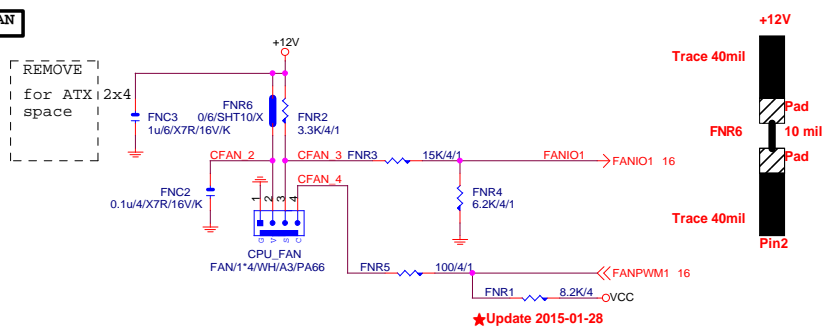 AN
+12V
+12V
REMOVE
for ATX 2x4
space
FNC3
1u/6/X7R/16V/K
FNR6
0/6/SHT10/X
FNR2
3.3K/4/1
Trace 40mil
Pad
FNR6
10 mil
Pad
Trace 40mil
Pin2
CFAN_2
CFAN_3
FNR3
15K/4/1
FANIO1
FANIO1 16
CFAN_4
FNC2
0.1u/4/X7R/16V/K
FNR4
6.2K/4/1
1
2
3
4
G
V
S
C
CPU_FAN
FAN/1*4/WH/A3/PA66
FNR5
100/4/1
FANPWM1 16
FNR1
8.2K/4
VCC
★Update 2015-01-28